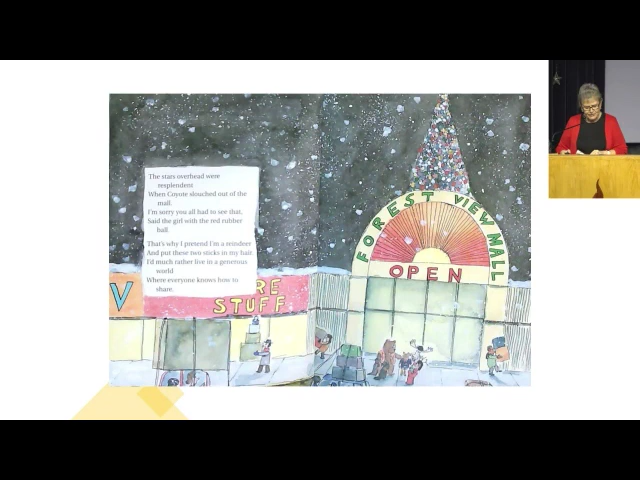 The stars overhead were
resplendent
When Coyote slouched out of the
mall.
I'm sorry you all had to see that,
Said the girl with the red rubber
ball.
That's why I pretend I'm a reindeer
And put these two sticks in my hair
I'd much rather live in a generous
world
Where everyone knows how to
share.
V
RE
STUFF
FOREST VIEW MALL
OPEN